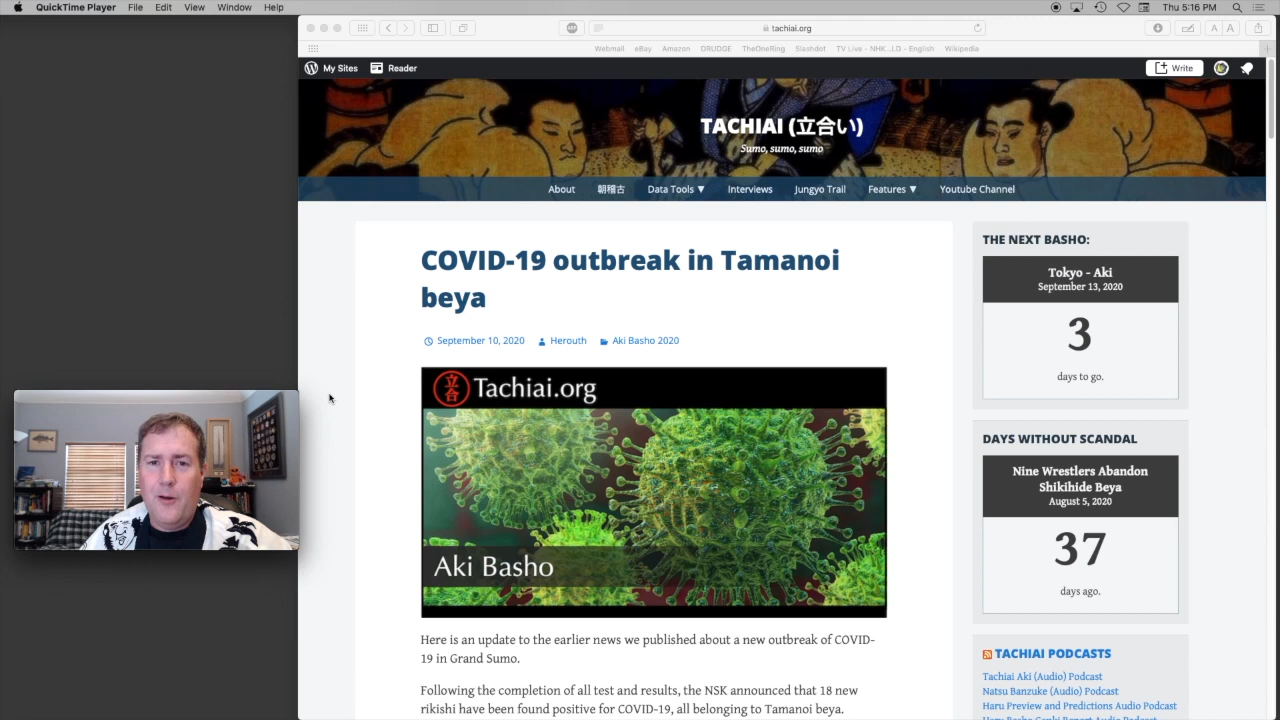 QuickTime Player File Edit View Window Help
Thu 5:16 PM
tachiai.org
A A
Webmail eBay Amazon DRUDGE TheOneRing Slashdot TV Live - NHK...LD - English Wikipedia
My Sites Reader
Write
TACHIAI (立合い)
Sumo, sumo, sumo
About 朝稽古 Data Tools ▼ Interviews Jungyo Trail Features ▼ Youtube Channel
COVID-19 outbreak in Tamanoi
beya
September 10, 2020 Herouth Aki Basho 2020
立合 Tachiai.org
Aki Basho
Here is an update to the earlier news we published about a new outbreak of COVID-
19 in Grand Sumo.
Following the completion of all test and results, the NSK announced that 18 new
rikishi have been found positive for COVID-19, all belonging to Tamanoi beya.
THE NEXT BASHO:
Tokyo - Aki
September 13, 2020
3
days to go.
DAYS WITHOUT SCANDAL
Nine Wrestlers Abandon
Shikihide Beya
August 5, 2020
37
days ago.
TACHIAI PODCASTS
Tachiai Aki (Audio) Podcast
Natsu Banzuke (Audio) Podcast
Haru Preview and Predictions Audio Podcast
Haru Basho Genki Report Audio Podcast